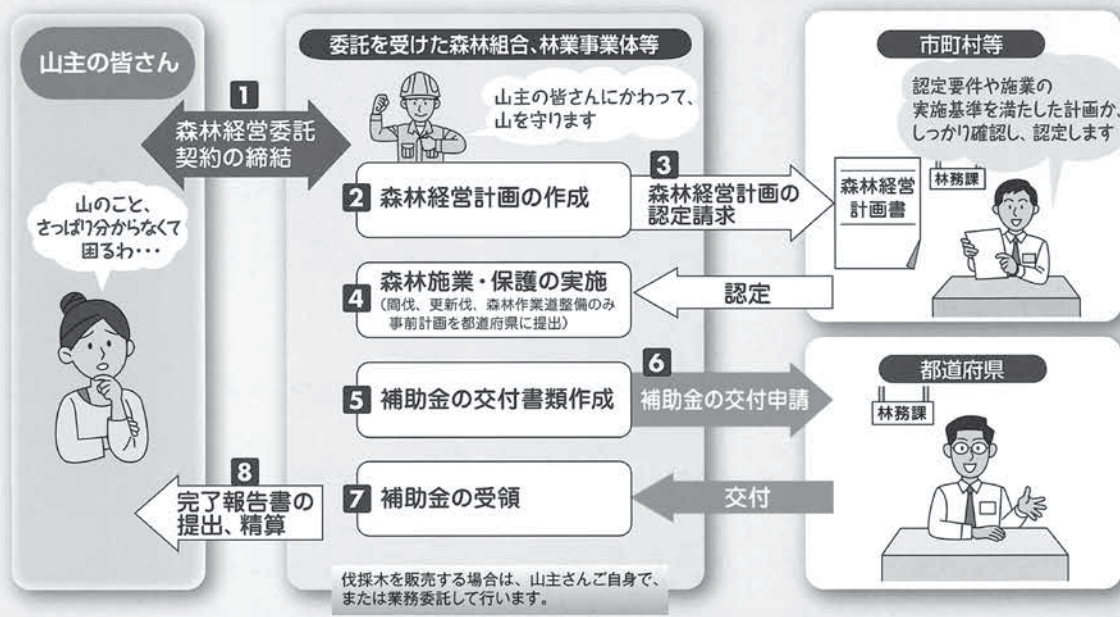 山主の皆さん
山のこと、
さっぱり分からなくて
困るわ・・・
1
森林経営委託
契約の締結
委託を受けた森林組合、林業事業体等
山主の皆さんにかわって、
山を守ります
2 森林経営計画の作成
3
森林経営計画の
認定請求
市町村等
認定要件や施業の
実施基準を満たした計画か、
しっかり確認し、認定します
森林経営
計画書
林務課
認定
4 森林施業・保護の実施
(間伐、更新伐、森林作業道整備のみ
事前計画を都道府県に提出)
5 補助金の交付書類作成
6
補助金の交付申請
都道府県
林務課
交付
7 補助金の受領
8
完了報告書の
提出、精算
伐採木を販売する場合は、山主さんご自身で、
または業務委託して行います。